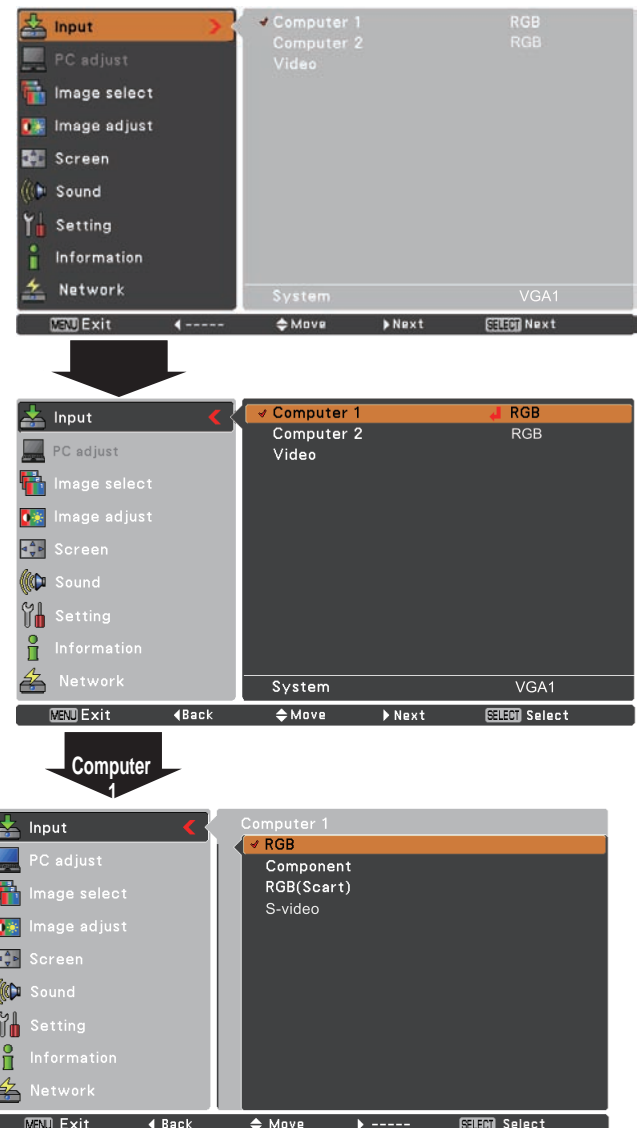 Input
PC adjust
Image select
Image adjust
Screen
Sound
Setting
Information
Network
Computer 1 RGB
Computer 2 RGB
Video
System VGA1
MENU Exit ----- Move Next SELECT Next
Input
PC adjust
Image select
Image adjust
Screen
Sound
Setting
Information
Network
Computer 1 RGB
Computer 2 RGB
Video
System VGA1
MENU Exit Back Move Next SELECT Select
Computer
1
Input
PC adjust
Image select
Image adjust
Screen
Sound
Setting
Information
Network
Computer 1
RGB
Component
RGB(Scart)
S-video
MENU Exit Back Move ----- SELECT Select